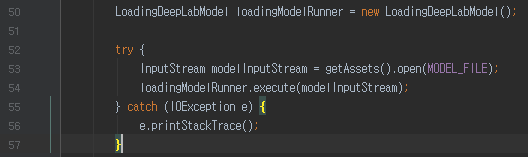 50 LoadingDeepLabModel loadingModelRunner = new LoadingDeepLabModel();
51
52 try {
53 InputStream modelInputStream = getAssets().open(MODEL_FILE);
54 loadingModelRunner.execute(modelInputStream);
55 } catch (IOException e) {
56 e.printStackTrace();
57 }